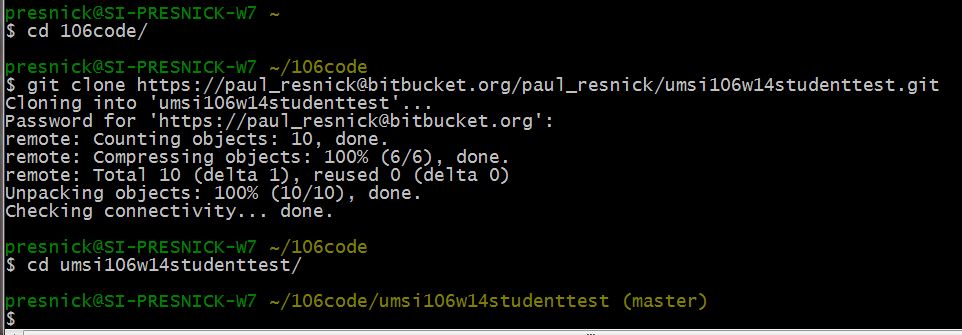 presnick@SI-PRESNICK-W7 ~
$ cd 106code/
presnick@SI-PRESNICK-W7 ~/106code
$ git clone https://paul_resnick@bitbucket.org/paul_resnick/umsi106w14studenttest.git
Cloning into 'umsi106w14studenttest'...
Password for 'https://paul_resnick@bitbucket.org':
remote: Counting objects: 10, done.
remote: Compressing objects: 100% (6/6), done.
remote: Total 10 (delta 1), reused 0 (delta 0)
Unpacking objects: 100% (10/10), done.
Checking connectivity... done.
presnick@SI-PRESNICK-W7 ~/106code
$ cd umsi106w14studenttest/
presnick@SI-PRESNICK-W7 ~/106code/umsi106w14studenttest (master)
$